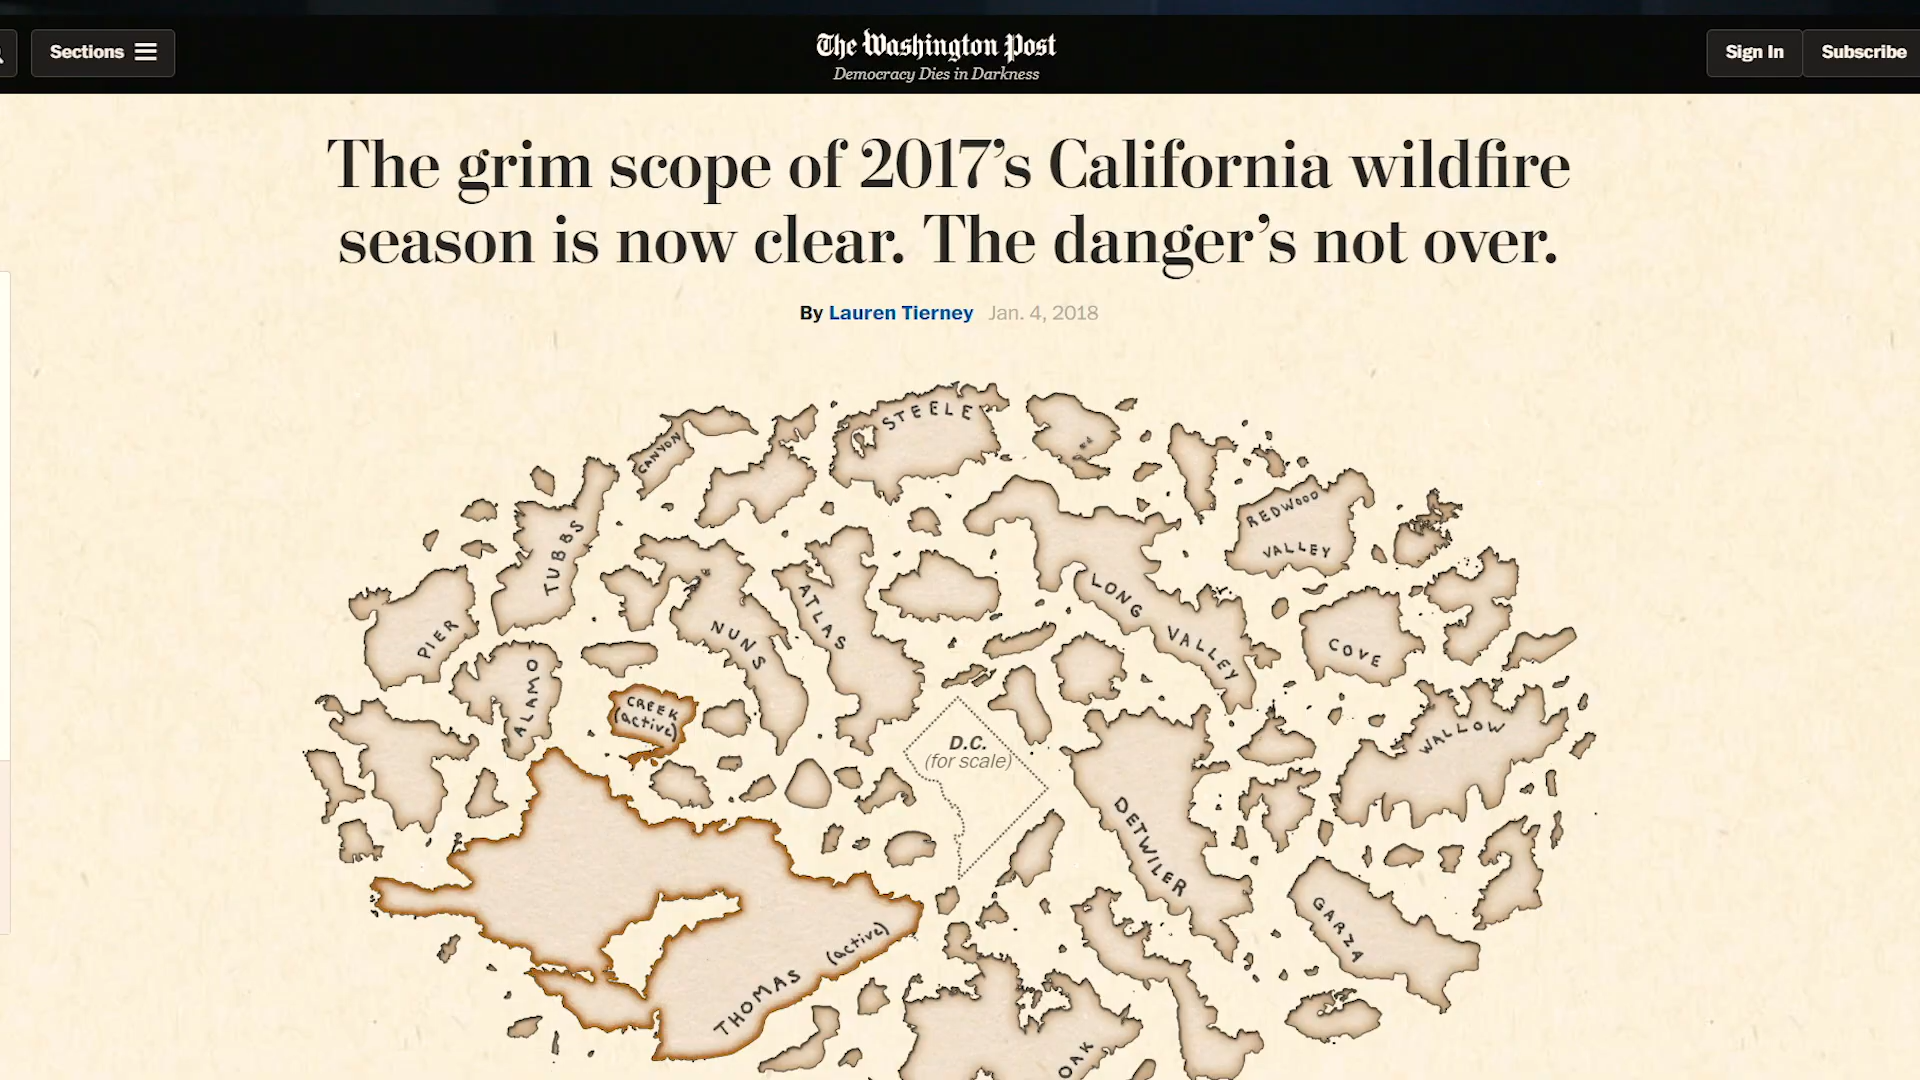 Sections
The Washington Post
Democracy Dies in Darkness
Sign In
Subscribe
The grim scope of 2017’s California wildfire
season is now clear. The danger’s not over.
By Lauren Tierney Jan. 4, 2018
STEELE
CANYON
REDWOOD
VALLEY
TUBBS
ATLAS
LONG
VALLEY
PIER
NUNS
COVE
ALAMO
CREEK
(active)
WALLOW
D.C.
(for scale)
DETWILER
GARZA
(active)
THOMAS
OAK